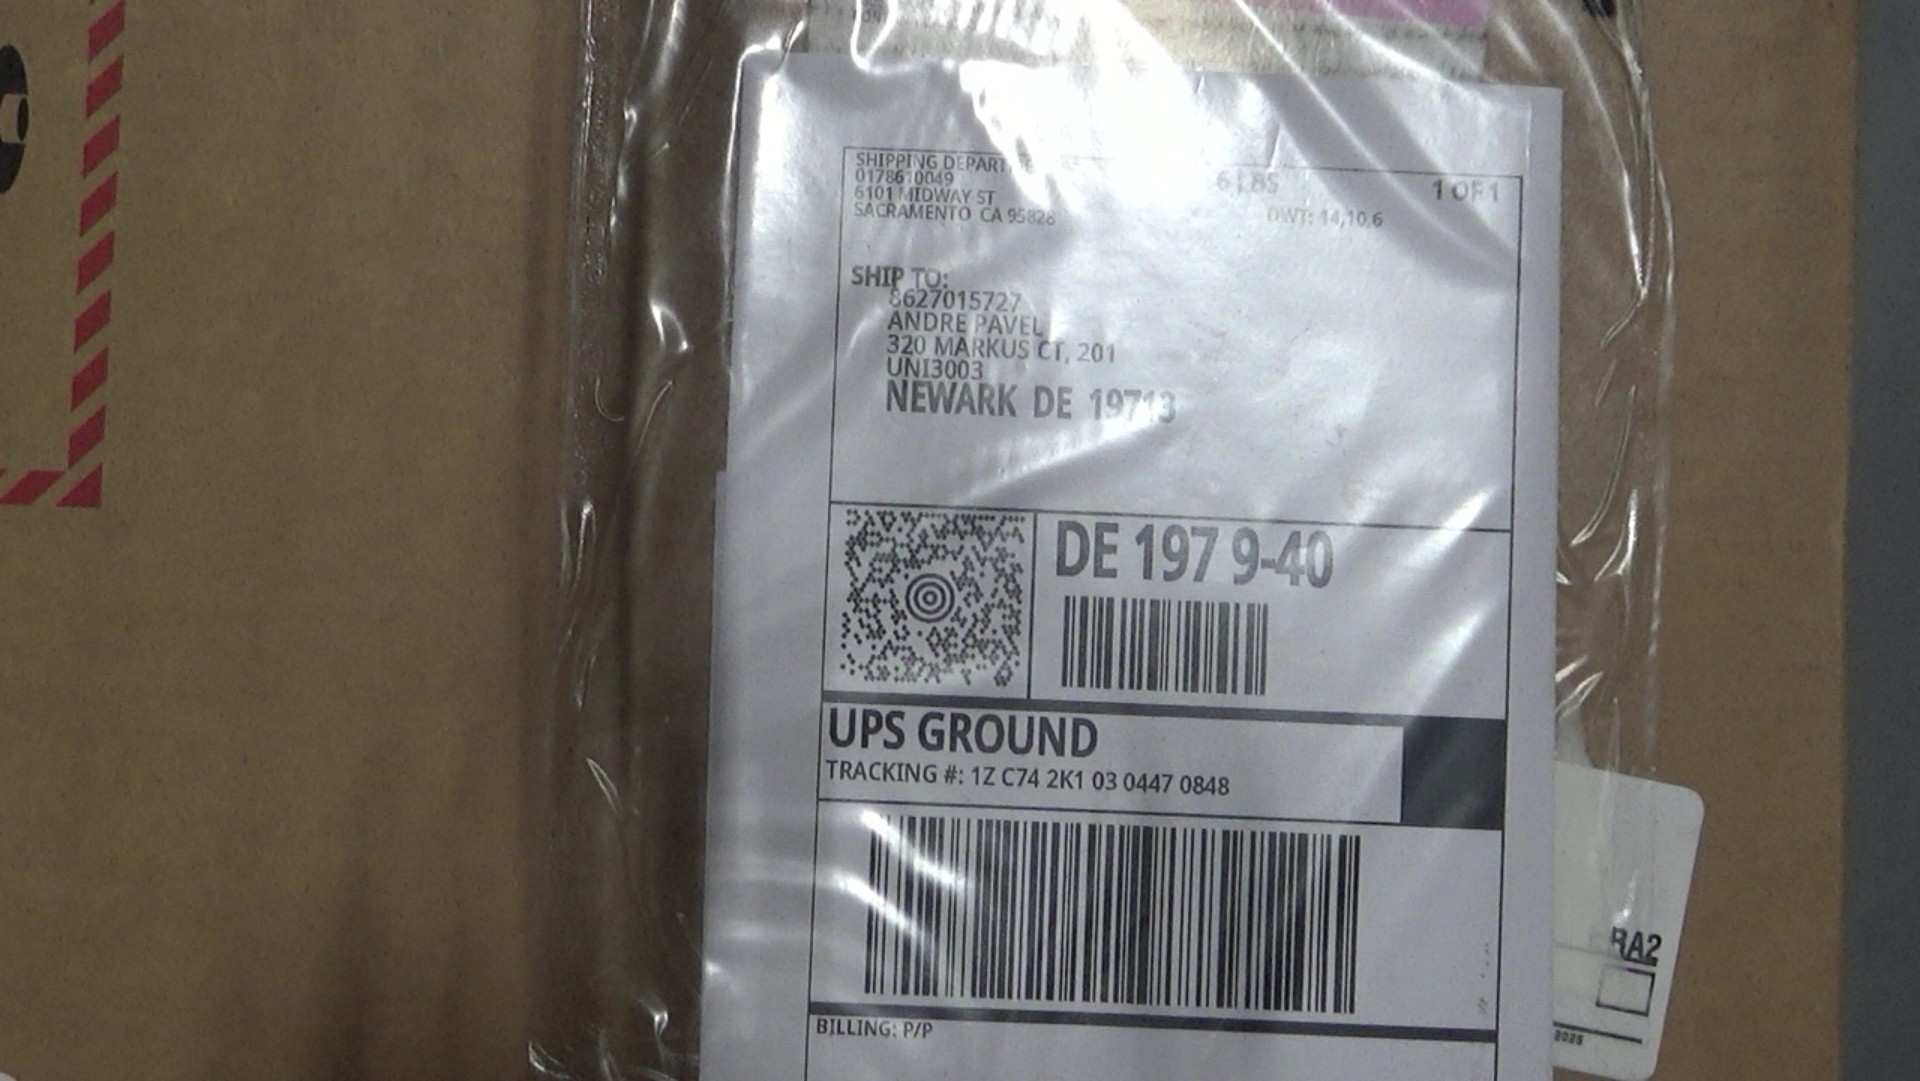 SHIPPING DEPART
0178610049
6101 MIDWAY ST
SACRAMENTO CA 95828
6 LBS
1 OF 1
DWT: 14,10,6
SHIP TO:
8627015727
ANDRE PAVEL
320 MARKUS CT, 201
UNI3003
NEWARK DE 19713
DE 197 9-40
UPS GROUND
TRACKING #: 1Z C74 2K1 03 0447 0848
BILLING: P/P
RA2
2025